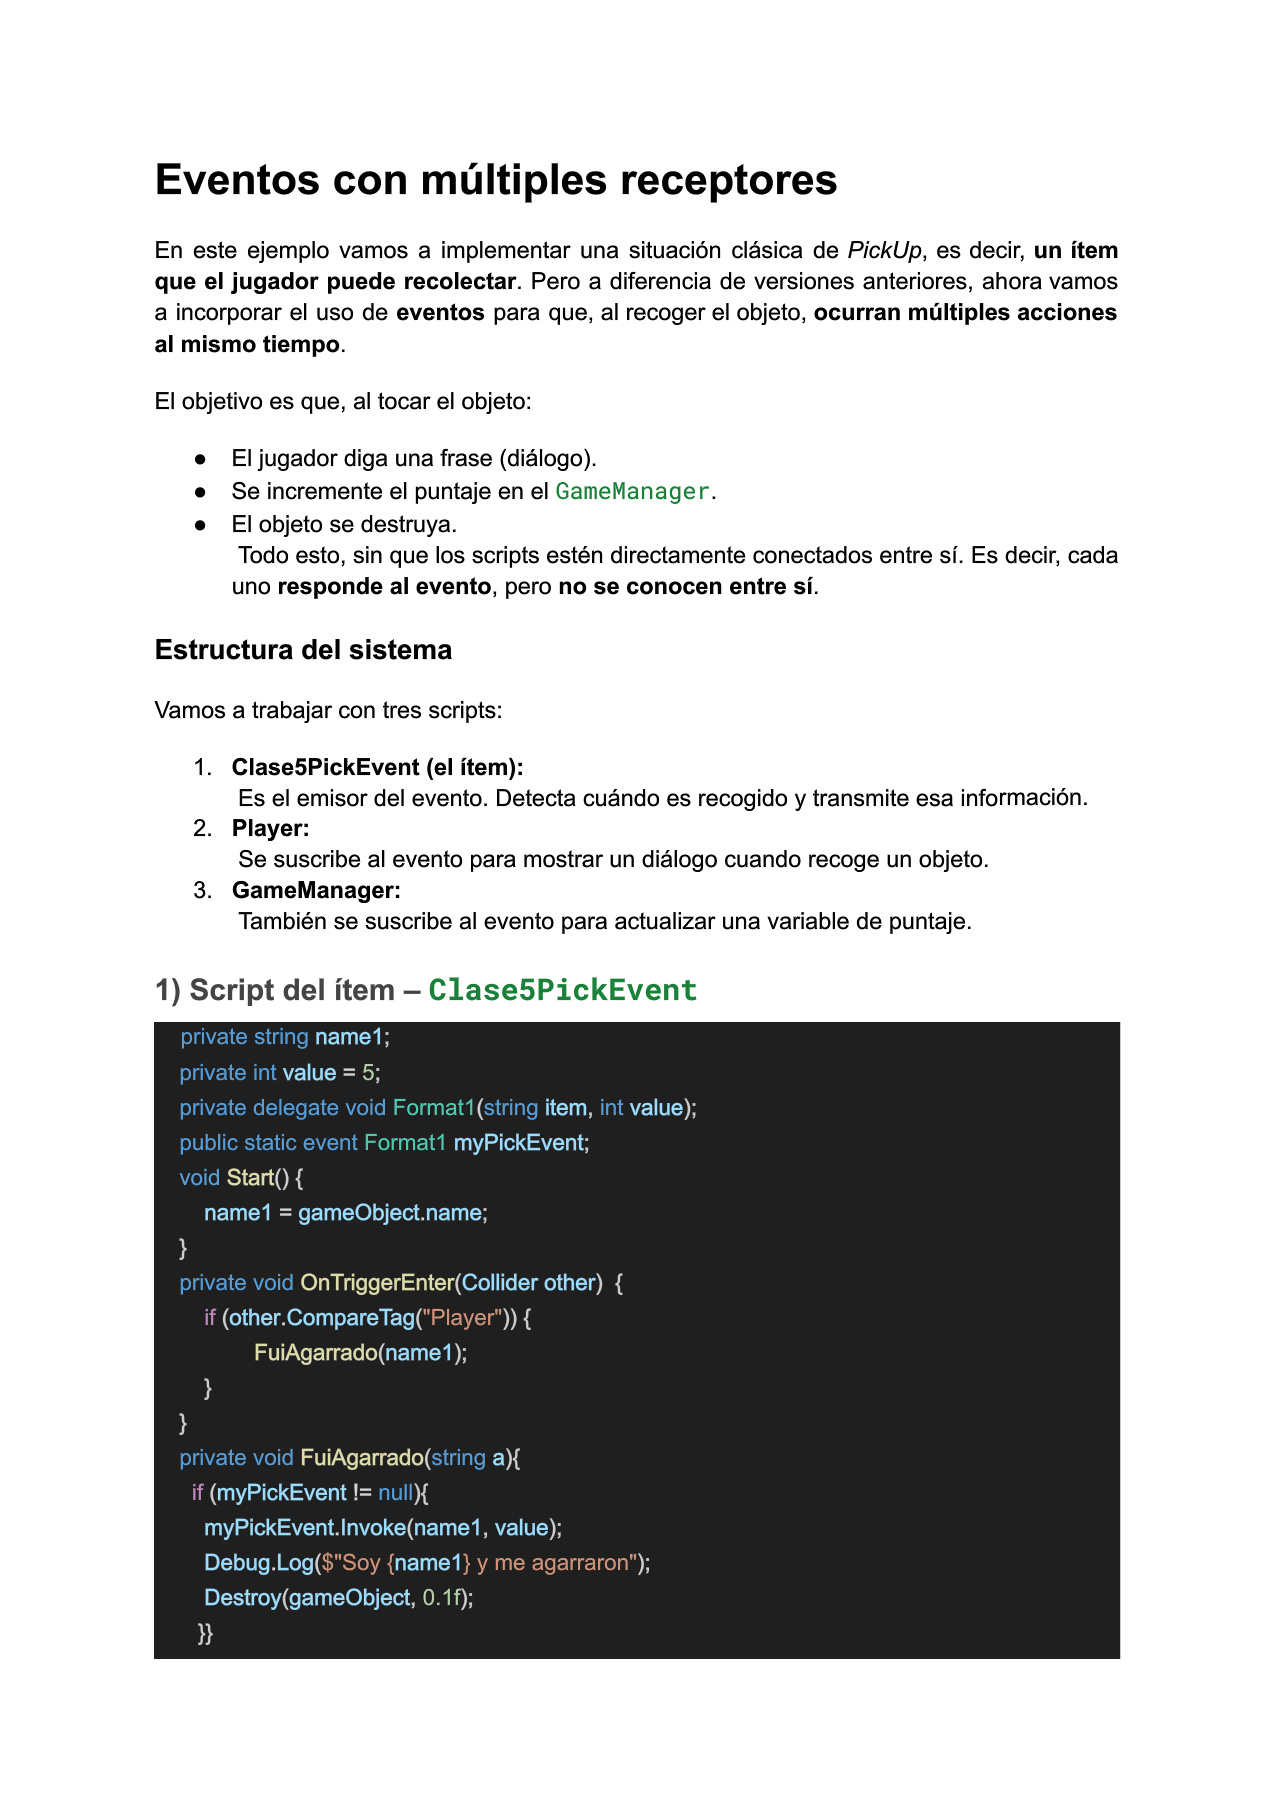 Eventos con múltiples receptores
En este ejemplo vamos a implementar una situación clásica de PickUp, es decir, un ítem
que el jugador puede recolectar. Pero a diferencia de versiones anteriores, ahora vamos
a incorporar el uso de eventos para que, al recoger el objeto, ocurran múltiples acciones
al mismo tiempo.
El objetivo es que, al tocar el objeto:
● El jugador diga una frase (diálogo).
● Se incremente el puntaje en el GameManager.
● El objeto se destruya.
Todo esto, sin que los scripts estén directamente conectados entre sí. Es decir, cada
uno responde al evento, pero no se conocen entre sí.
Estructura del sistema
Vamos a trabajar con tres scripts:
1. Clase5PickEvent (el ítem):
Es el emisor del evento. Detecta cuándo es recogido y transmite esa información.
2. Player:
Se suscribe al evento para mostrar un diálogo cuando recoge un objeto.
3. GameManager:
También se suscribe al evento para actualizar una variable de puntaje.
1) Script del ítem – Clase5PickEvent
private string name1;
private int value = 5;
private delegate void Format1(string item, int value);
public static event Format1 myPickEvent;
void Start() {
name1 = gameObject.name;
}
private void OnTriggerEnter(Collider other) {
if (other.CompareTag("Player")) {
FuiAgarrado(name1);
}
}
private void FuiAgarrado(string a){
if (myPickEvent != null){
myPickEvent.Invoke(name1, value);
Debug.Log($"Soy {name1} y me agarraron");
Destroy(gameObject, 0.1f);
}}